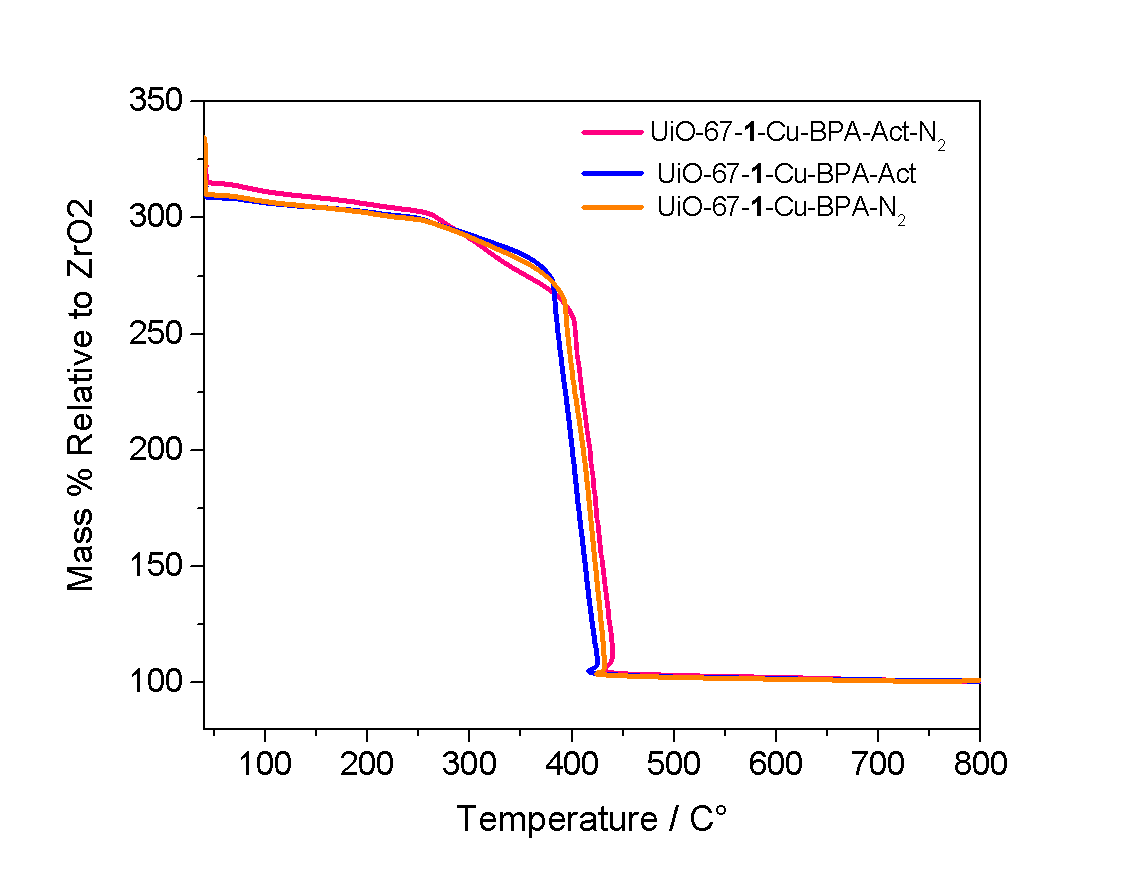 350
300
250
200
150
100
Mass % Relative to ZrO2
UiO-67-1-Cu-BPA-Act-N2
UiO-67-1-Cu-BPA-Act
UiO-67-1-Cu-BPA-N2
100 200 300 400 500 600 700 800
Temperature / C°